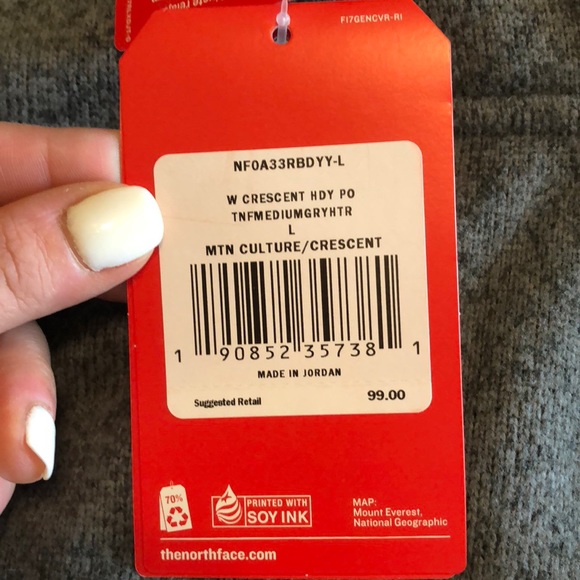 FI7GENCVR-RI
NF0A33RBDYY-L
W CRESCENT HDY PO
TNFMEDIUMGRYHTR
L
MTN CULTURE/CRESCENT
1 90852 35738 1
MADE IN JORDAN
Suggested Retail 99.00
70%
PRINTED WITH
SOY INK
MAP:
Mount Everest,
National Geographic
thenorthface.com